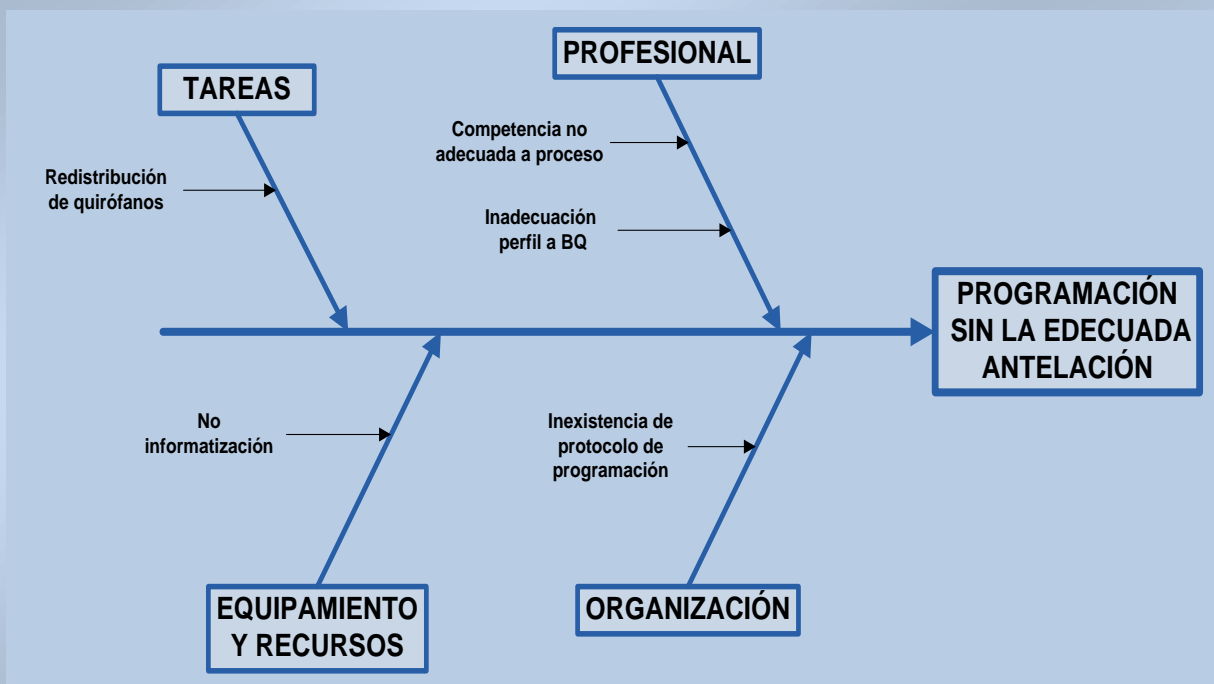 PROFESIONAL
TAREAS
Competencia no
adecuada a proceso
Redistribución
de quirófanos
Inadecuación
perfil a BQ
PROGRAMACIÓN
SIN LA EDECUADA
ANTELACIÓN
No
informatización
Inexistencia de
protocolo de
programación
EQUIPAMIENTO
Y RECURSOS
ORGANIZACIÓN